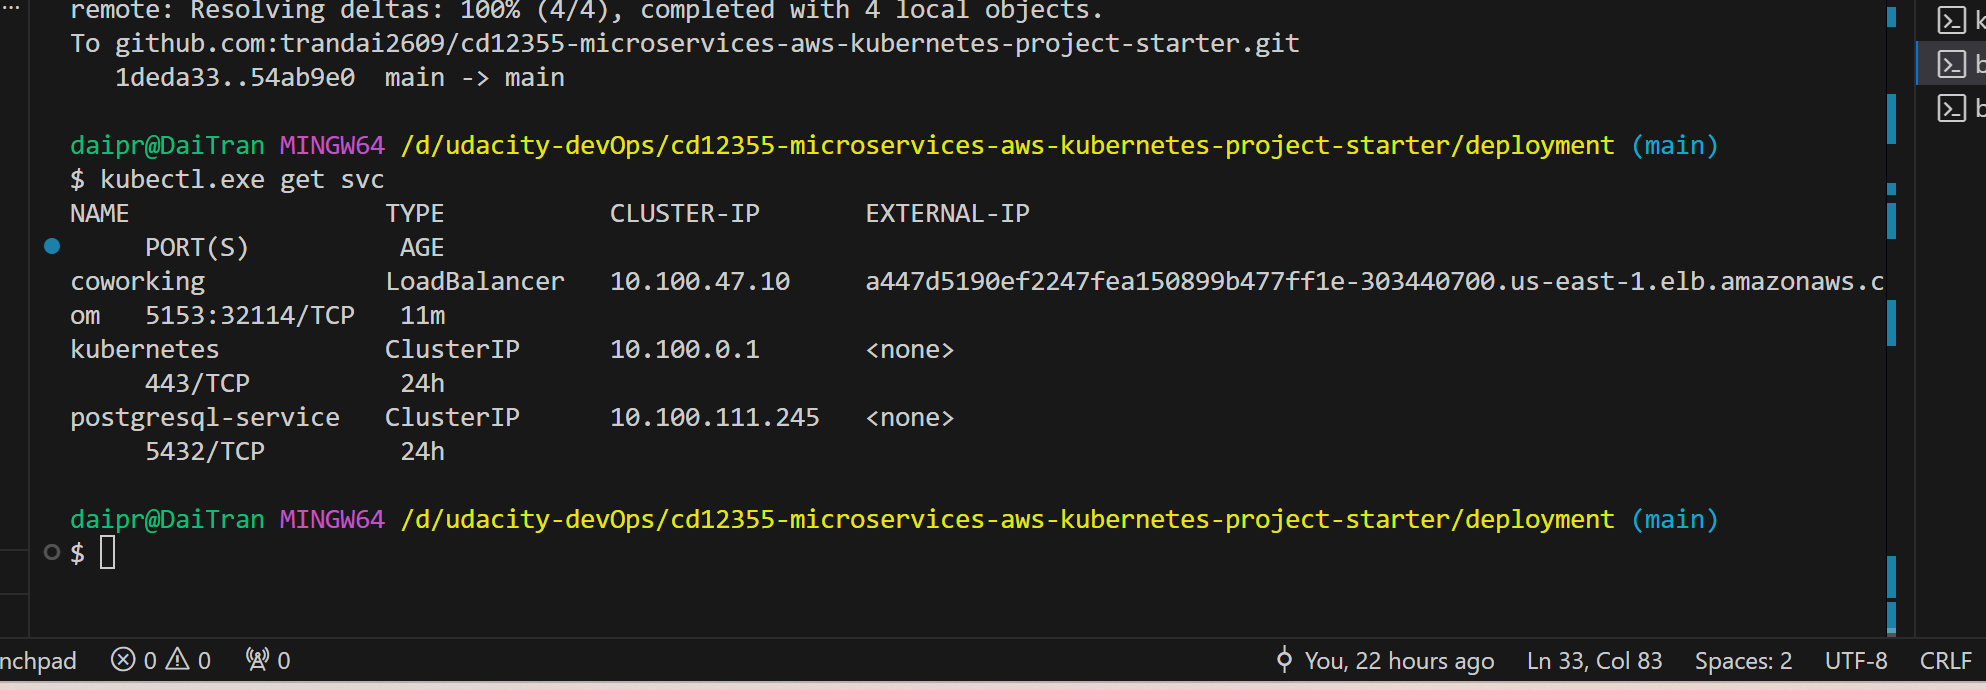 remote: Resolving deltas: 100% (4/4), completed with 4 local objects.
To github.com:trandai2609/cd12355-microservices-aws-kubernetes-project-starter.git
   1deda33..54ab9e0  main -> main
daipr@DaiTran MINGW64 /d/udacity-devOps/cd12355-microservices-aws-kubernetes-project-starter/deployment (main)
$ kubectl.exe get svc
NAME                 TYPE           CLUSTER-IP       EXTERNAL-IP
     PORT(S)          AGE
coworking            LoadBalancer   10.100.47.10     a447d5190ef2247fea150899b477ff1e-303440700.us-east-1.elb.amazonaws.c
om   5153:32114/TCP   11m
kubernetes           ClusterIP      10.100.0.1       <none>
     443/TCP          24h
postgresql-service   ClusterIP      10.100.111.245   <none>
     5432/TCP         24h
daipr@DaiTran MINGW64 /d/udacity-devOps/cd12355-microservices-aws-kubernetes-project-starter/deployment (main)
$
nchpad 0 0 0 You, 22 hours ago Ln 33, Col 83 Spaces: 2 UTF-8 CRLF